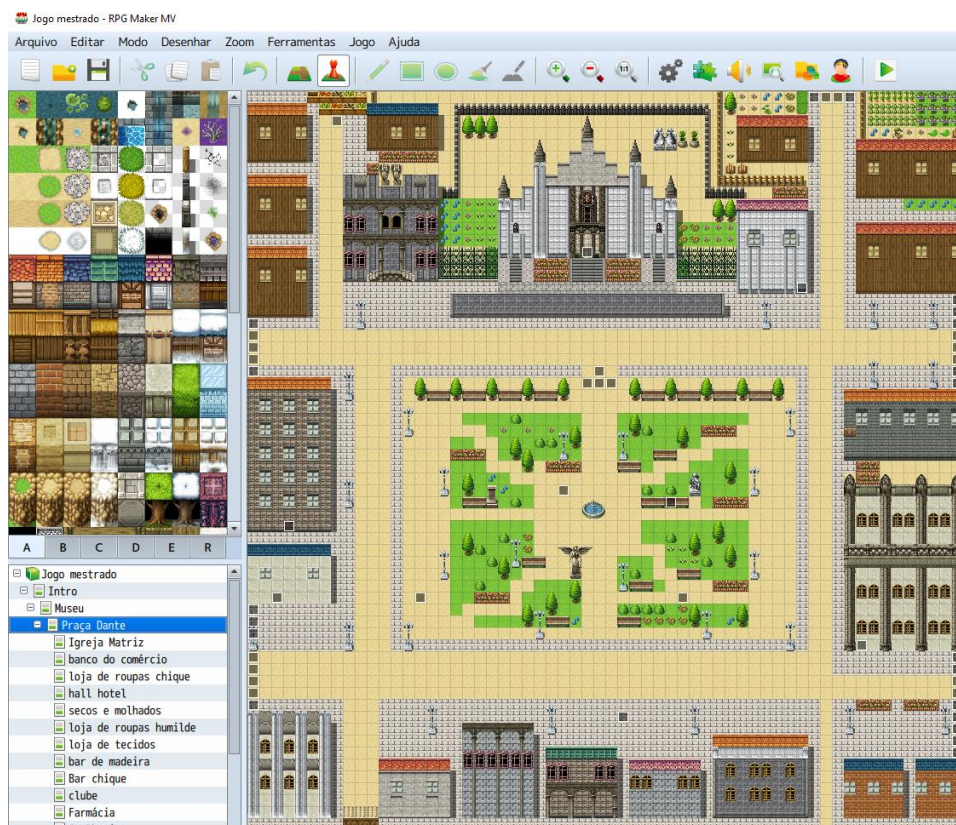 Jogo mestrado - RPG Maker MV
Arquivo Editar Modo Desenhar Zoom Ferramentas Jogo Ajuda
1:1
A B C D E R
Jogo mestrado
Intro
Museu
Praça Dante
Igreja Matriz
banco do comércio
loja de roupas chique
hall hotel
secos e molhados
loja de roupas humilde
loja de tecidos
bar de madeira
Bar chique
clube
Farmácia